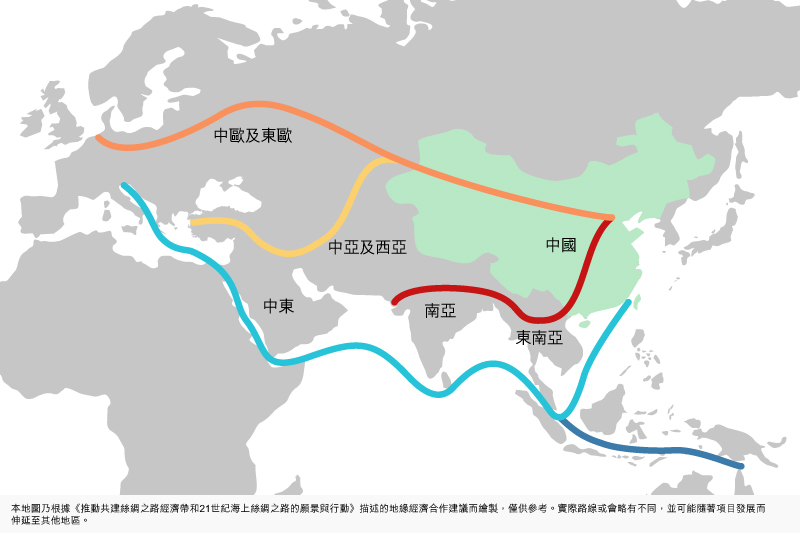 中歐及東歐
中亞及西亞
中國
中東
南亞
東南亞
本地圖乃根據《推動共建絲綢之路經濟帶和21世紀海上絲綢之路的願景與行動》描述的地緣經濟合作建議而繪製，僅供參考。實際路線或會略有不同，並可能隨著項目發展而
伸延至其他地區。